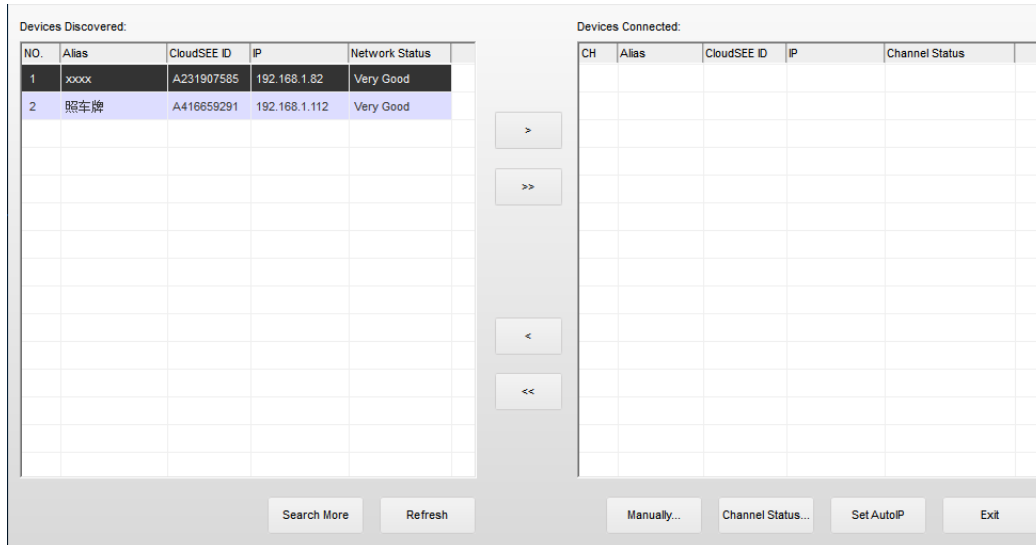 Devices Discovered: Devices Connected:
NO. Alias CloudSEE ID IP Network Status CH Alias CloudSEE ID IP Channel Status
1 xxxx A231907585 192.168.1.82 Very Good
2 照车牌 A416659291 192.168.1.112 Very Good
>
>>
<
<<
Search More Refresh Manually... Channel Status... Set AutoIP Exit